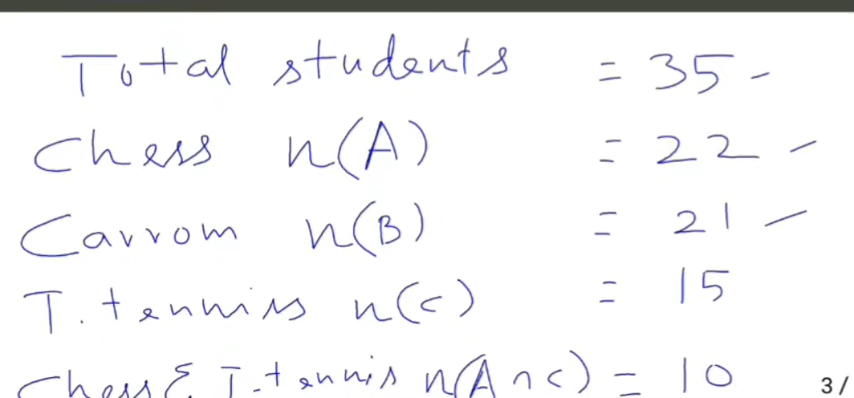 Total students = 35 -
Chess n(A) = 22 -
Carrom n(B) = 21 -
T. tennis n(C) = 15
Chess & T.tennis n(A ∩ C) = 10
3/